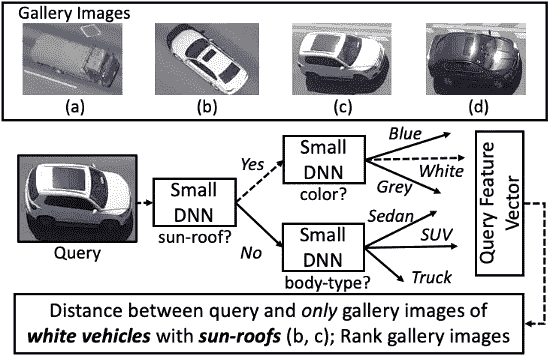 Gallery Images
(a)
(b)
(c)
(d)
Query
Small
DNN
sun-roof?
Yes
No
Small
DNN
color?
Blue
White
Grey
Small
DNN
body-type?
Sedan
SUV
Truck
Query Feature
Vector
Distance between query and only gallery images of
white vehicles with sun-roofs (b, c); Rank gallery images